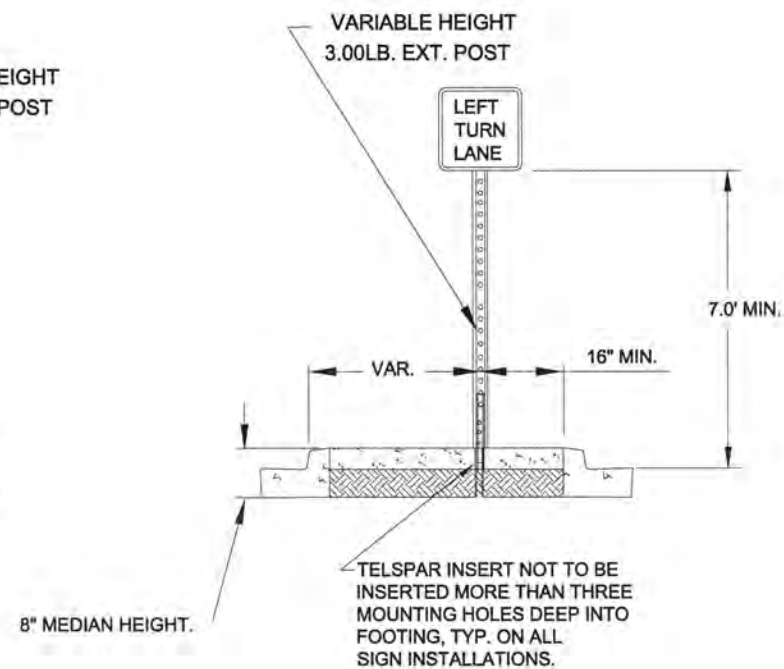 VARIABLE HEIGHT
3.00LB. EXT. POST
EIGHT
POST
LEFT
TURN
LANE
7.0' MIN.
16" MIN.
VAR.
TELSPAR INSERT NOT TO BE
INSERTED MORE THAN THREE
MOUNTING HOLES DEEP INTO
FOOTING, TYP. ON ALL
SIGN INSTALLATIONS.
8" MEDIAN HEIGHT.